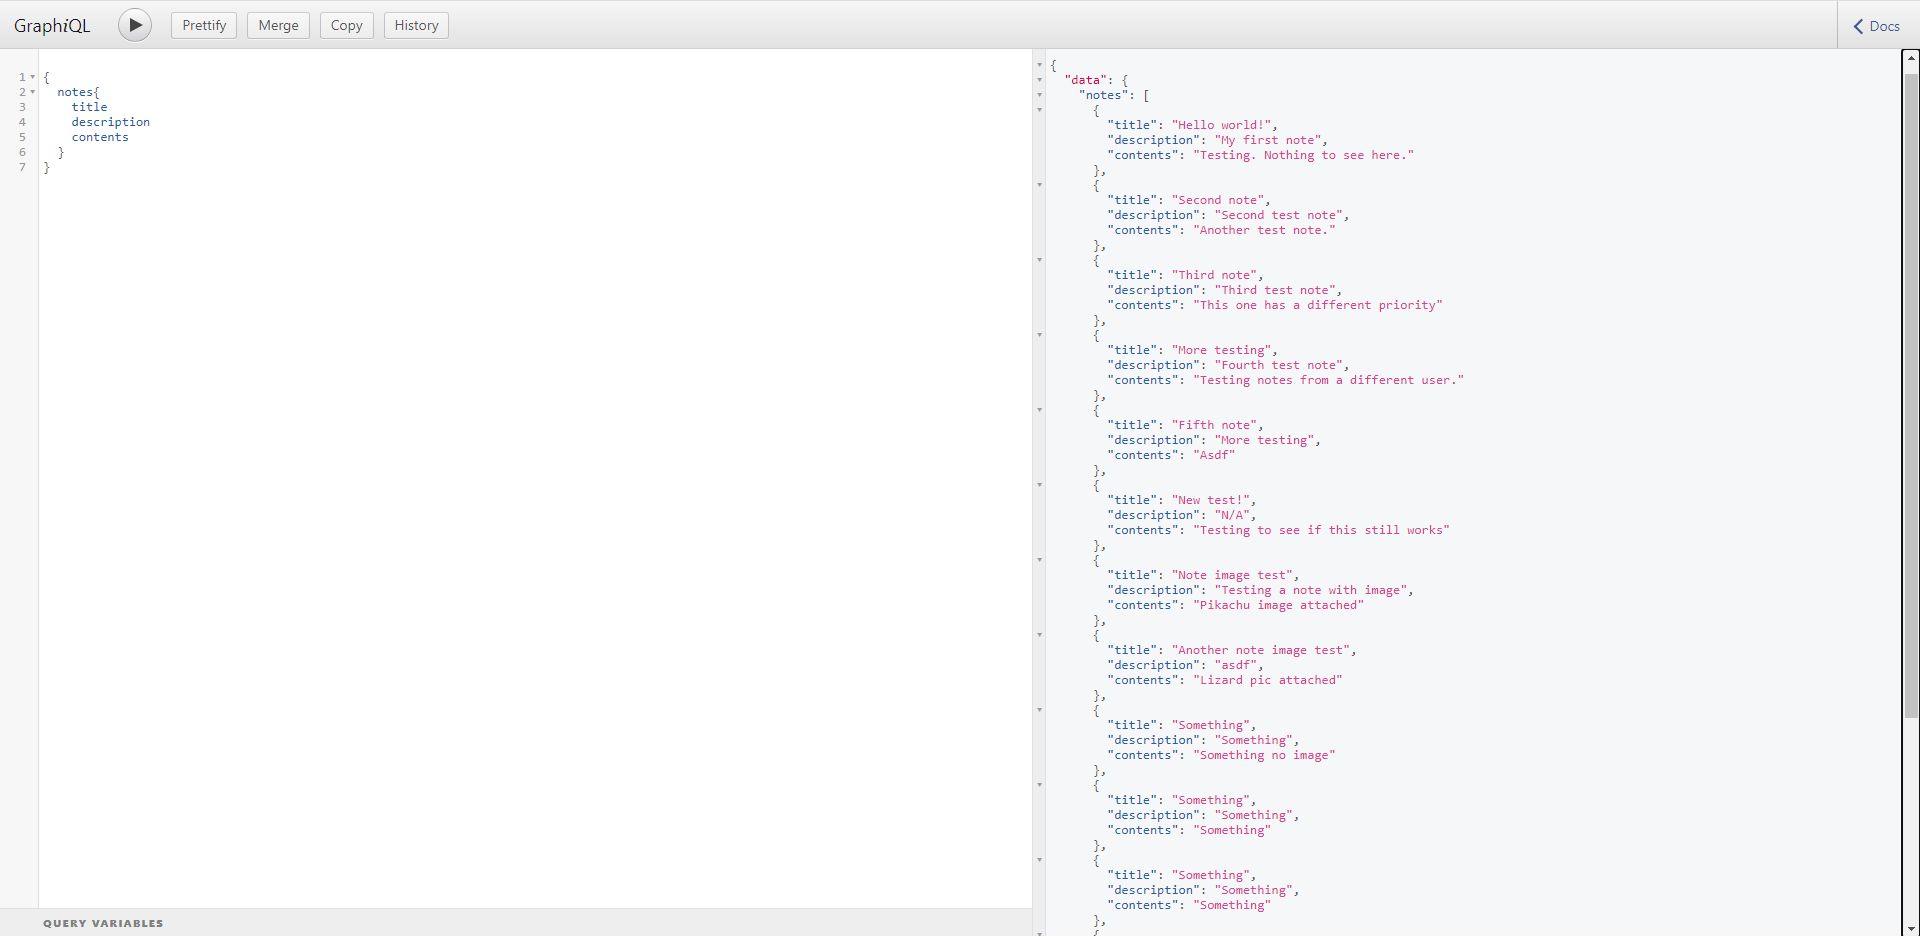 GraphiQL Prettify Merge Copy History Docs
1 {
2 notes{
3 title
4 description
5 contents
6 }
7 }
QUERY VARIABLES
{
"data": {
"notes": [
{
"title": "Hello world!",
"description": "My first note",
"contents": "Testing. Nothing to see here."
},
{
"title": "Second note",
"description": "Second test note",
"contents": "Another test note."
},
{
"title": "Third note",
"description": "Third test note",
"contents": "This one has a different priority"
},
{
"title": "More testing",
"description": "Fourth test note",
"contents": "Testing notes from a different user."
},
{
"title": "Fifth note",
"description": "More testing",
"contents": "Asdf"
},
{
"title": "New test!",
"description": "N/A",
"contents": "Testing to see if this still works"
},
{
"title": "Note image test",
"description": "Testing a note with image",
"contents": "Pikachu image attached"
},
{
"title": "Another note image test",
"description": "asdf",
"contents": "Lizard pic attached"
},
{
"title": "Something",
"description": "Something",
"contents": "Something no image"
},
{
"title": "Something",
"description": "Something",
"contents": "Something"
},
{
"title": "Something",
"description": "Something",
"contents": "Something"
},
{